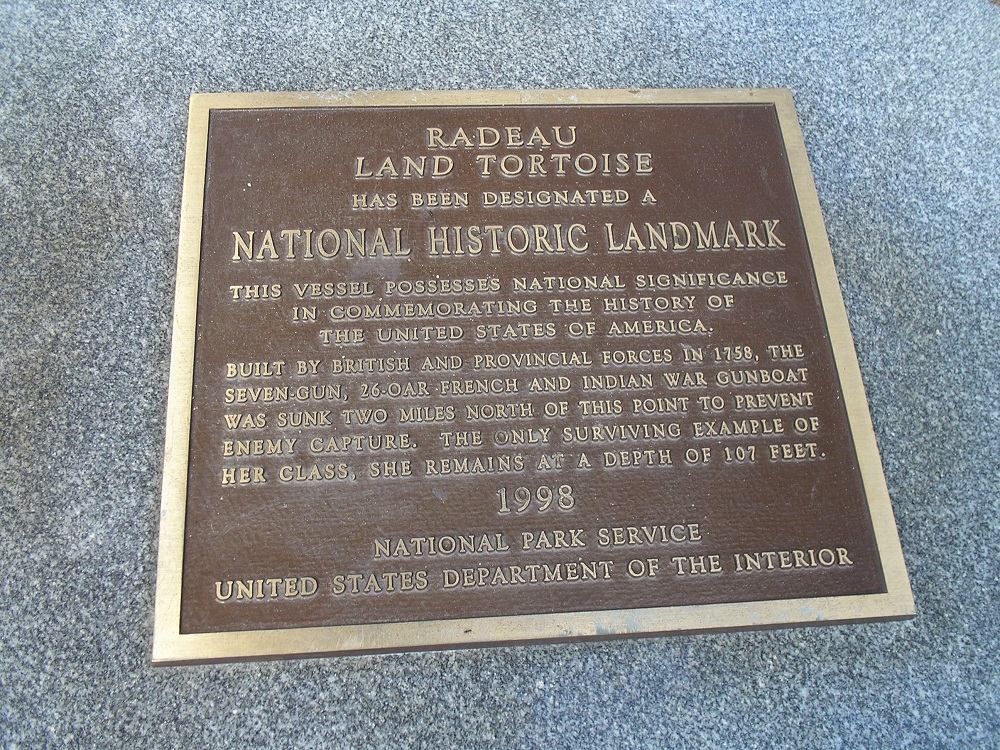 RADEAU
LAND TORTOISE
HAS BEEN DESIGNATED A
NATIONAL HISTORIC LANDMARK
THIS VESSEL POSSESSES NATIONAL SIGNIFICANCE
IN COMMEMORATING THE HISTORY OF
THE UNITED STATES OF AMERICA.
BUILT BY BRITISH AND PROVINCIAL FORCES IN 1758, THE
SEVEN-GUN, 26-OAR FRENCH AND INDIAN WAR GUNBOAT
WAS SUNK TWO MILES NORTH OF THIS POINT TO PREVENT
ENEMY CAPTURE. THE ONLY SURVIVING EXAMPLE OF
HER CLASS, SHE REMAINS AT A DEPTH OF 107 FEET.
1998
NATIONAL PARK SERVICE
UNITED STATES DEPARTMENT OF THE INTERIOR